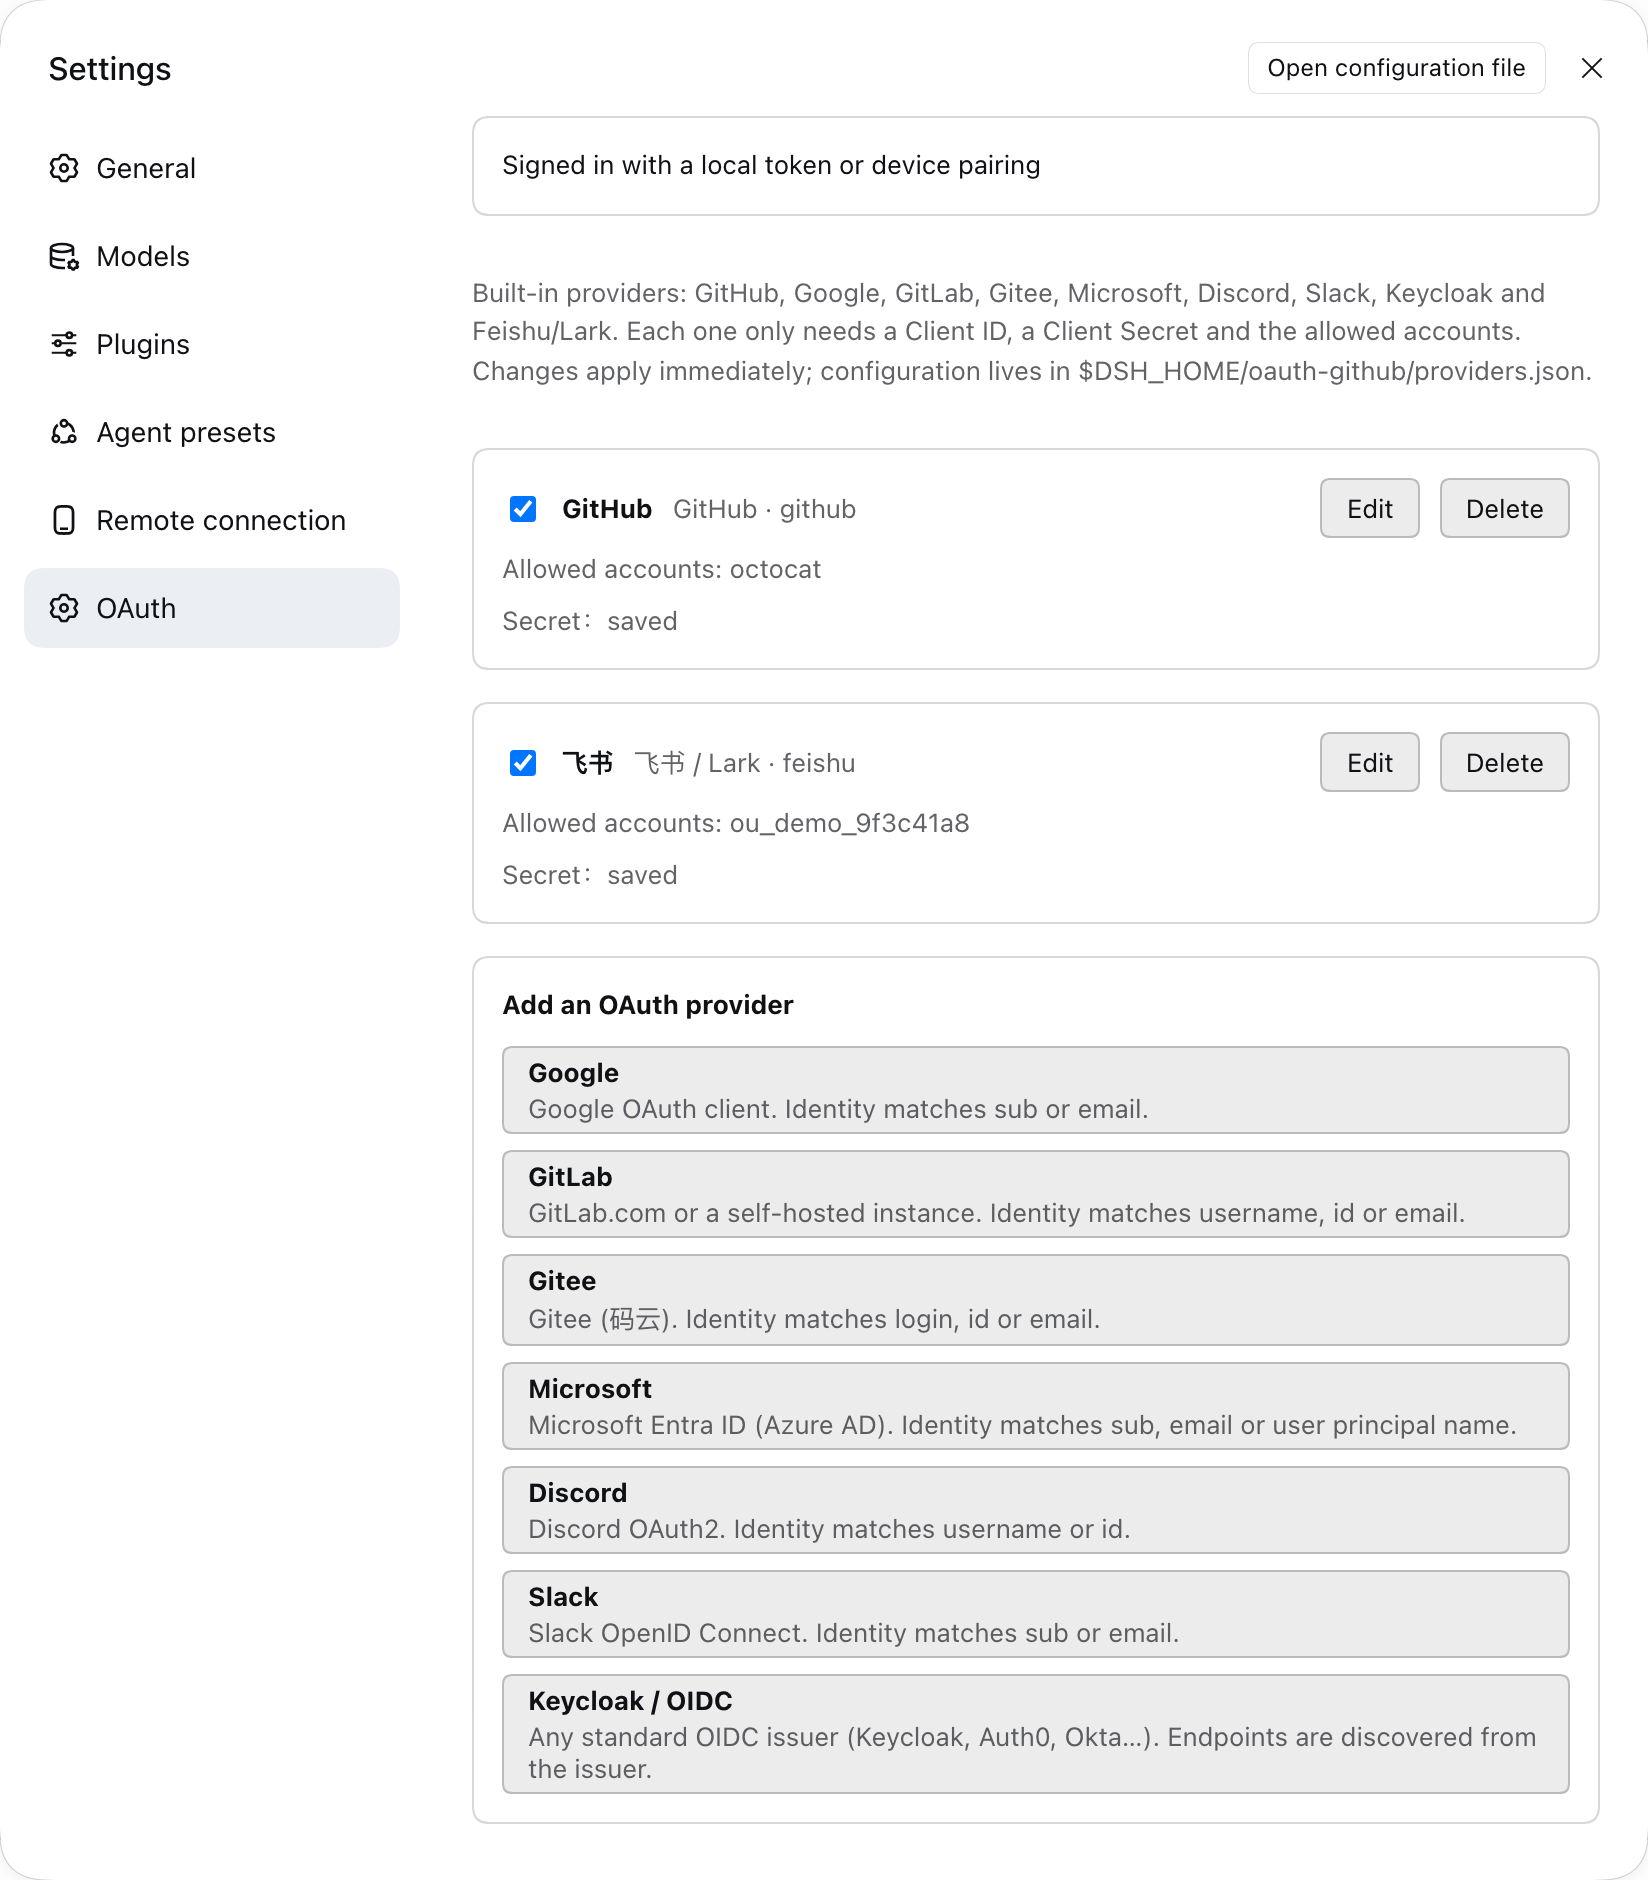 Settings
Open configuration file
General
Models
Plugins
Agent presets
Remote connection
OAuth
Signed in with a local token or device pairing
Built-in providers: GitHub, Google, GitLab, Gitee, Microsoft, Discord, Slack, Keycloak and
Feishu/Lark. Each one only needs a Client ID, a Client Secret and the allowed accounts.
Changes apply immediately; configuration lives in $DSH_HOME/oauth-github/providers.json.
GitHub GitHub · github
Edit
Delete
Allowed accounts: octocat
Secret：saved
飞书 飞书 / Lark · feishu
Edit
Delete
Allowed accounts: ou_demo_9f3c41a8
Secret：saved
Add an OAuth provider
Google
Google OAuth client. Identity matches sub or email.
GitLab
GitLab.com or a self-hosted instance. Identity matches username, id or email.
Gitee
Gitee (码云). Identity matches login, id or email.
Microsoft
Microsoft Entra ID (Azure AD). Identity matches sub, email or user principal name.
Discord
Discord OAuth2. Identity matches username or id.
Slack
Slack OpenID Connect. Identity matches sub or email.
Keycloak / OIDC
Any standard OIDC issuer (Keycloak, Auth0, Okta…). Endpoints are discovered from
the issuer.